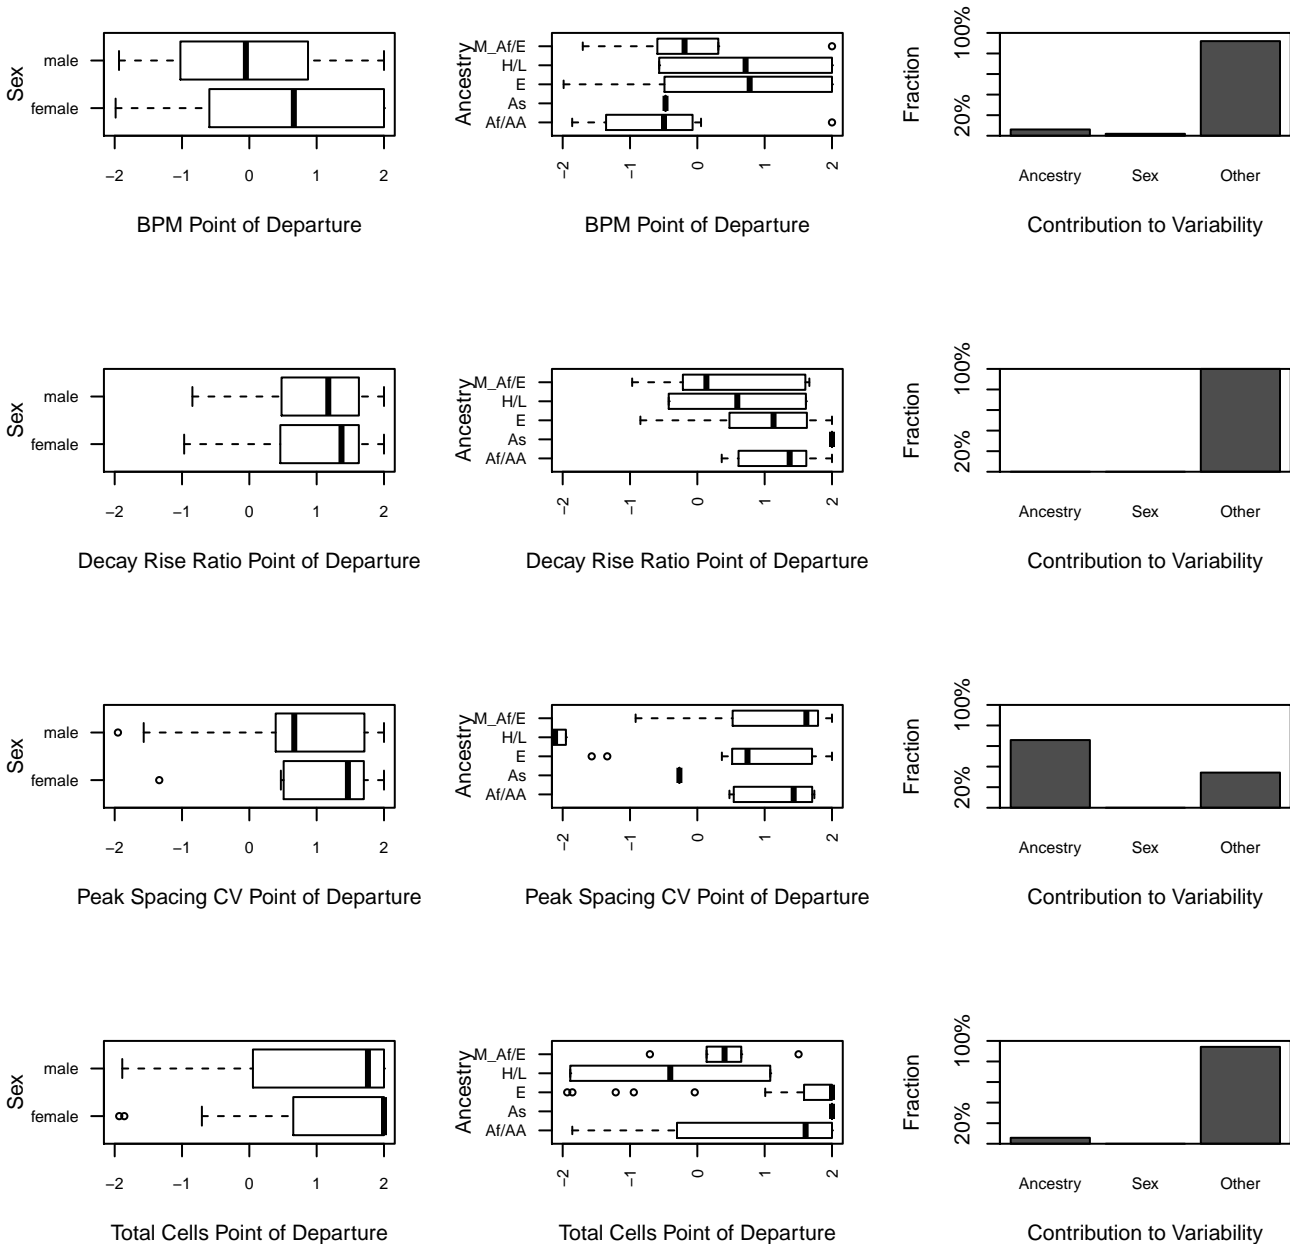 Sex
male
female
−2 −1 0 1 2
BPM Point of Departure
Ancestry
M_Af/E
H/L
E
As
Af/AA
−2 −1 0 1 2
BPM Point of Departure
Fraction
20% 100%
Ancestry Sex Other
Contribution to Variability
Sex
male
female
−2 −1 0 1 2
Decay Rise Ratio Point of Departure
Ancestry
M_Af/E
H/L
E
As
Af/AA
−2 −1 0 1 2
Decay Rise Ratio Point of Departure
Fraction
20% 100%
Ancestry Sex Other
Contribution to Variability
Sex
male
female
−2 −1 0 1 2
Peak Spacing CV Point of Departure
Ancestry
M_Af/E
H/L
E
As
Af/AA
−2 −1 0 1 2
Peak Spacing CV Point of Departure
Fraction
20% 100%
Ancestry Sex Other
Contribution to Variability
Sex
male
female
−2 −1 0 1 2
Total Cells Point of Departure
Ancestry
M_Af/E
H/L
E
As
Af/AA
−2 −1 0 1 2
Total Cells Point of Departure
Fraction
20% 100%
Ancestry Sex Other
Contribution to Variability